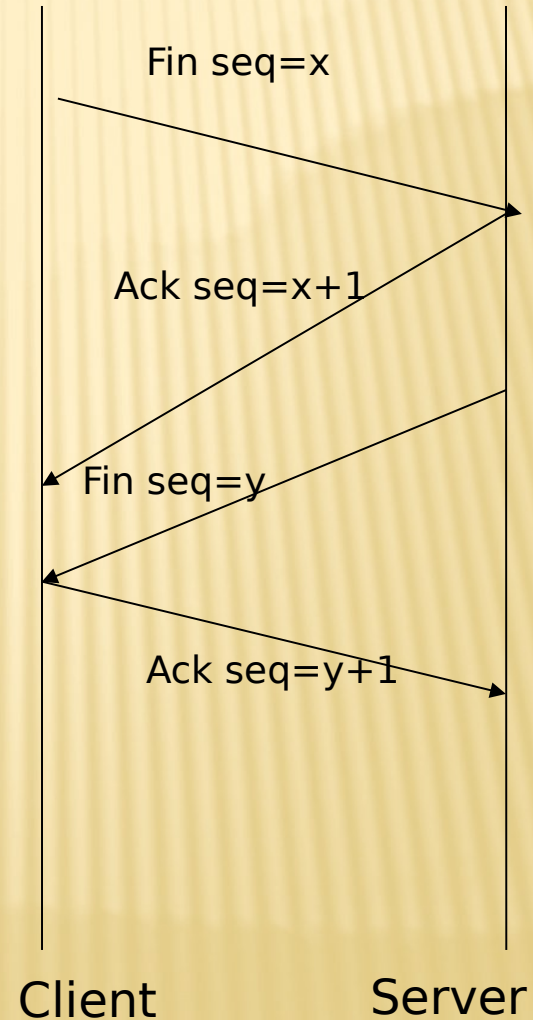 Fin seq=x
Ack seq=x+1
Fin seq=y
Ack seq=y+1
Client
Server